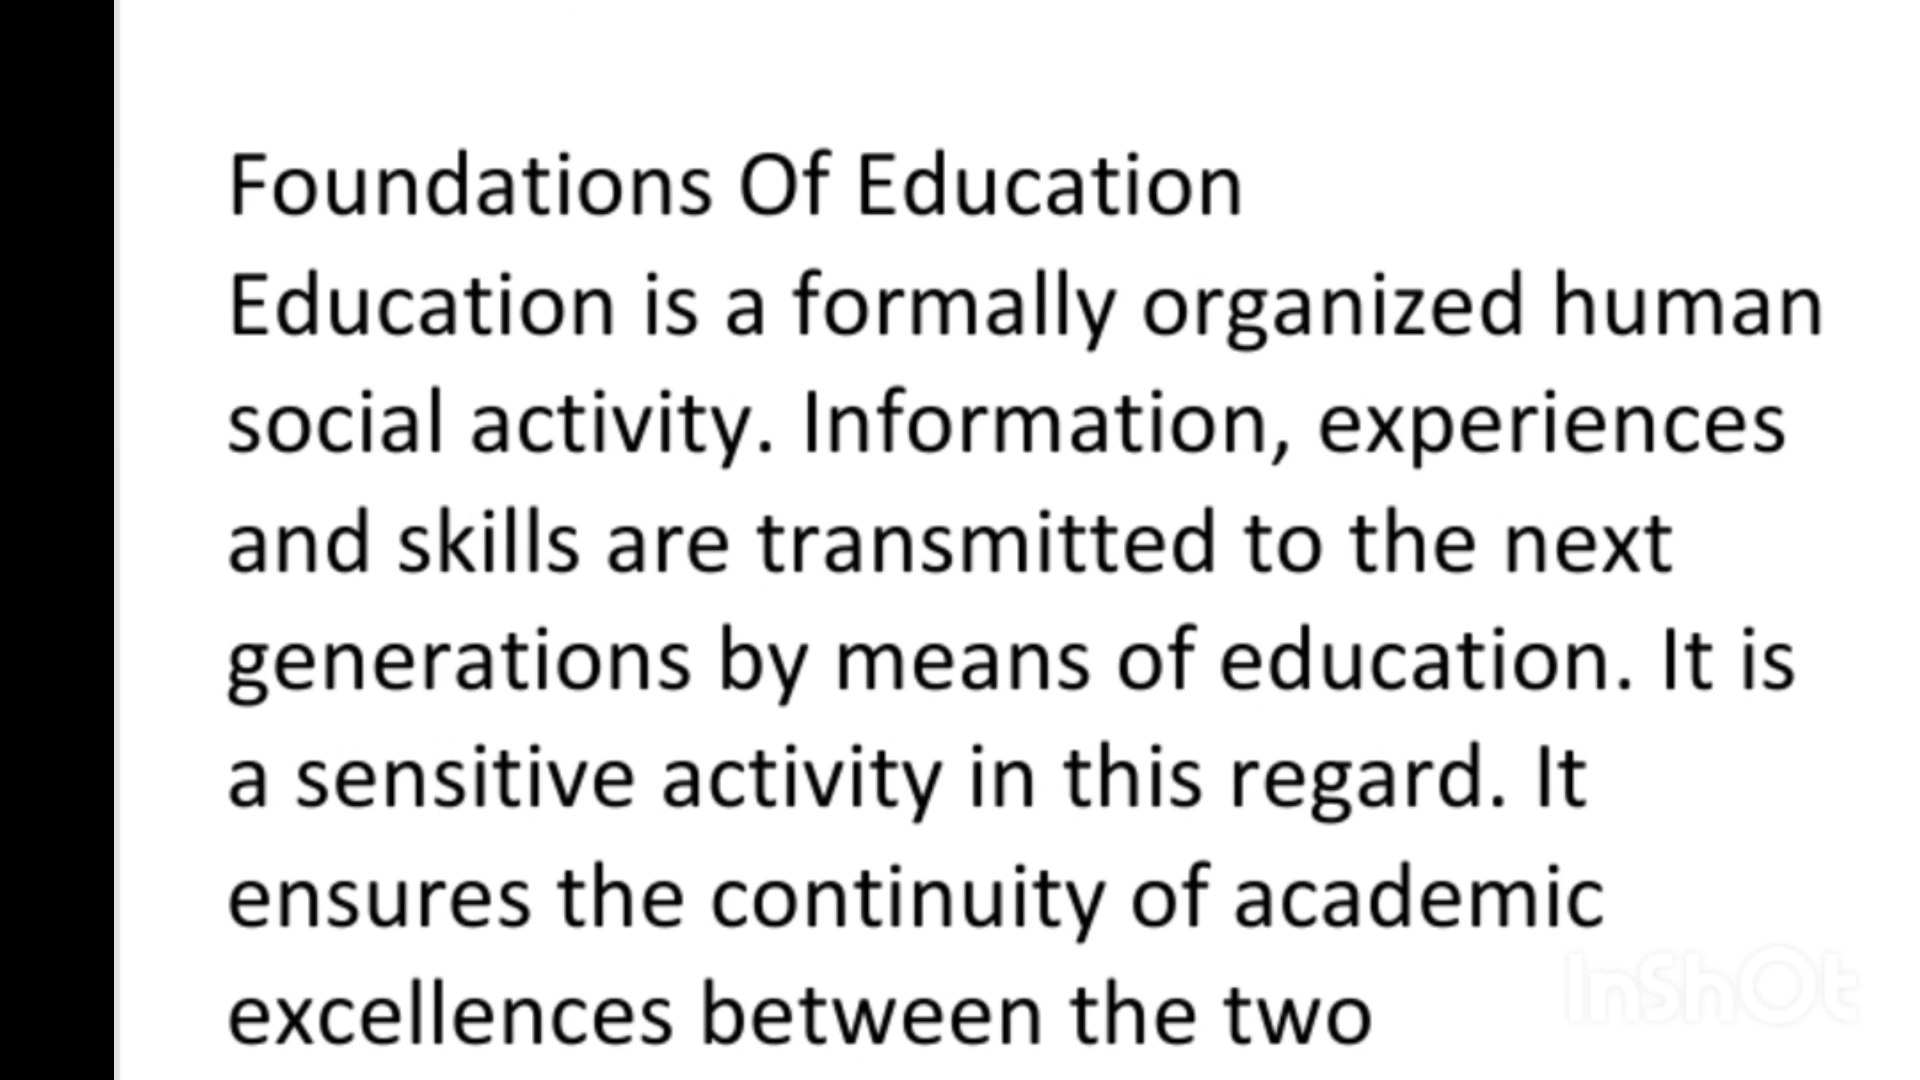 Foundations Of Education
Education is a formally organized human
social activity. Information, experiences
and skills are transmitted to the next
generations by means of education. It is
a sensitive activity in this regard. It
ensures the continuity of academic
excellences between the two
InShOt